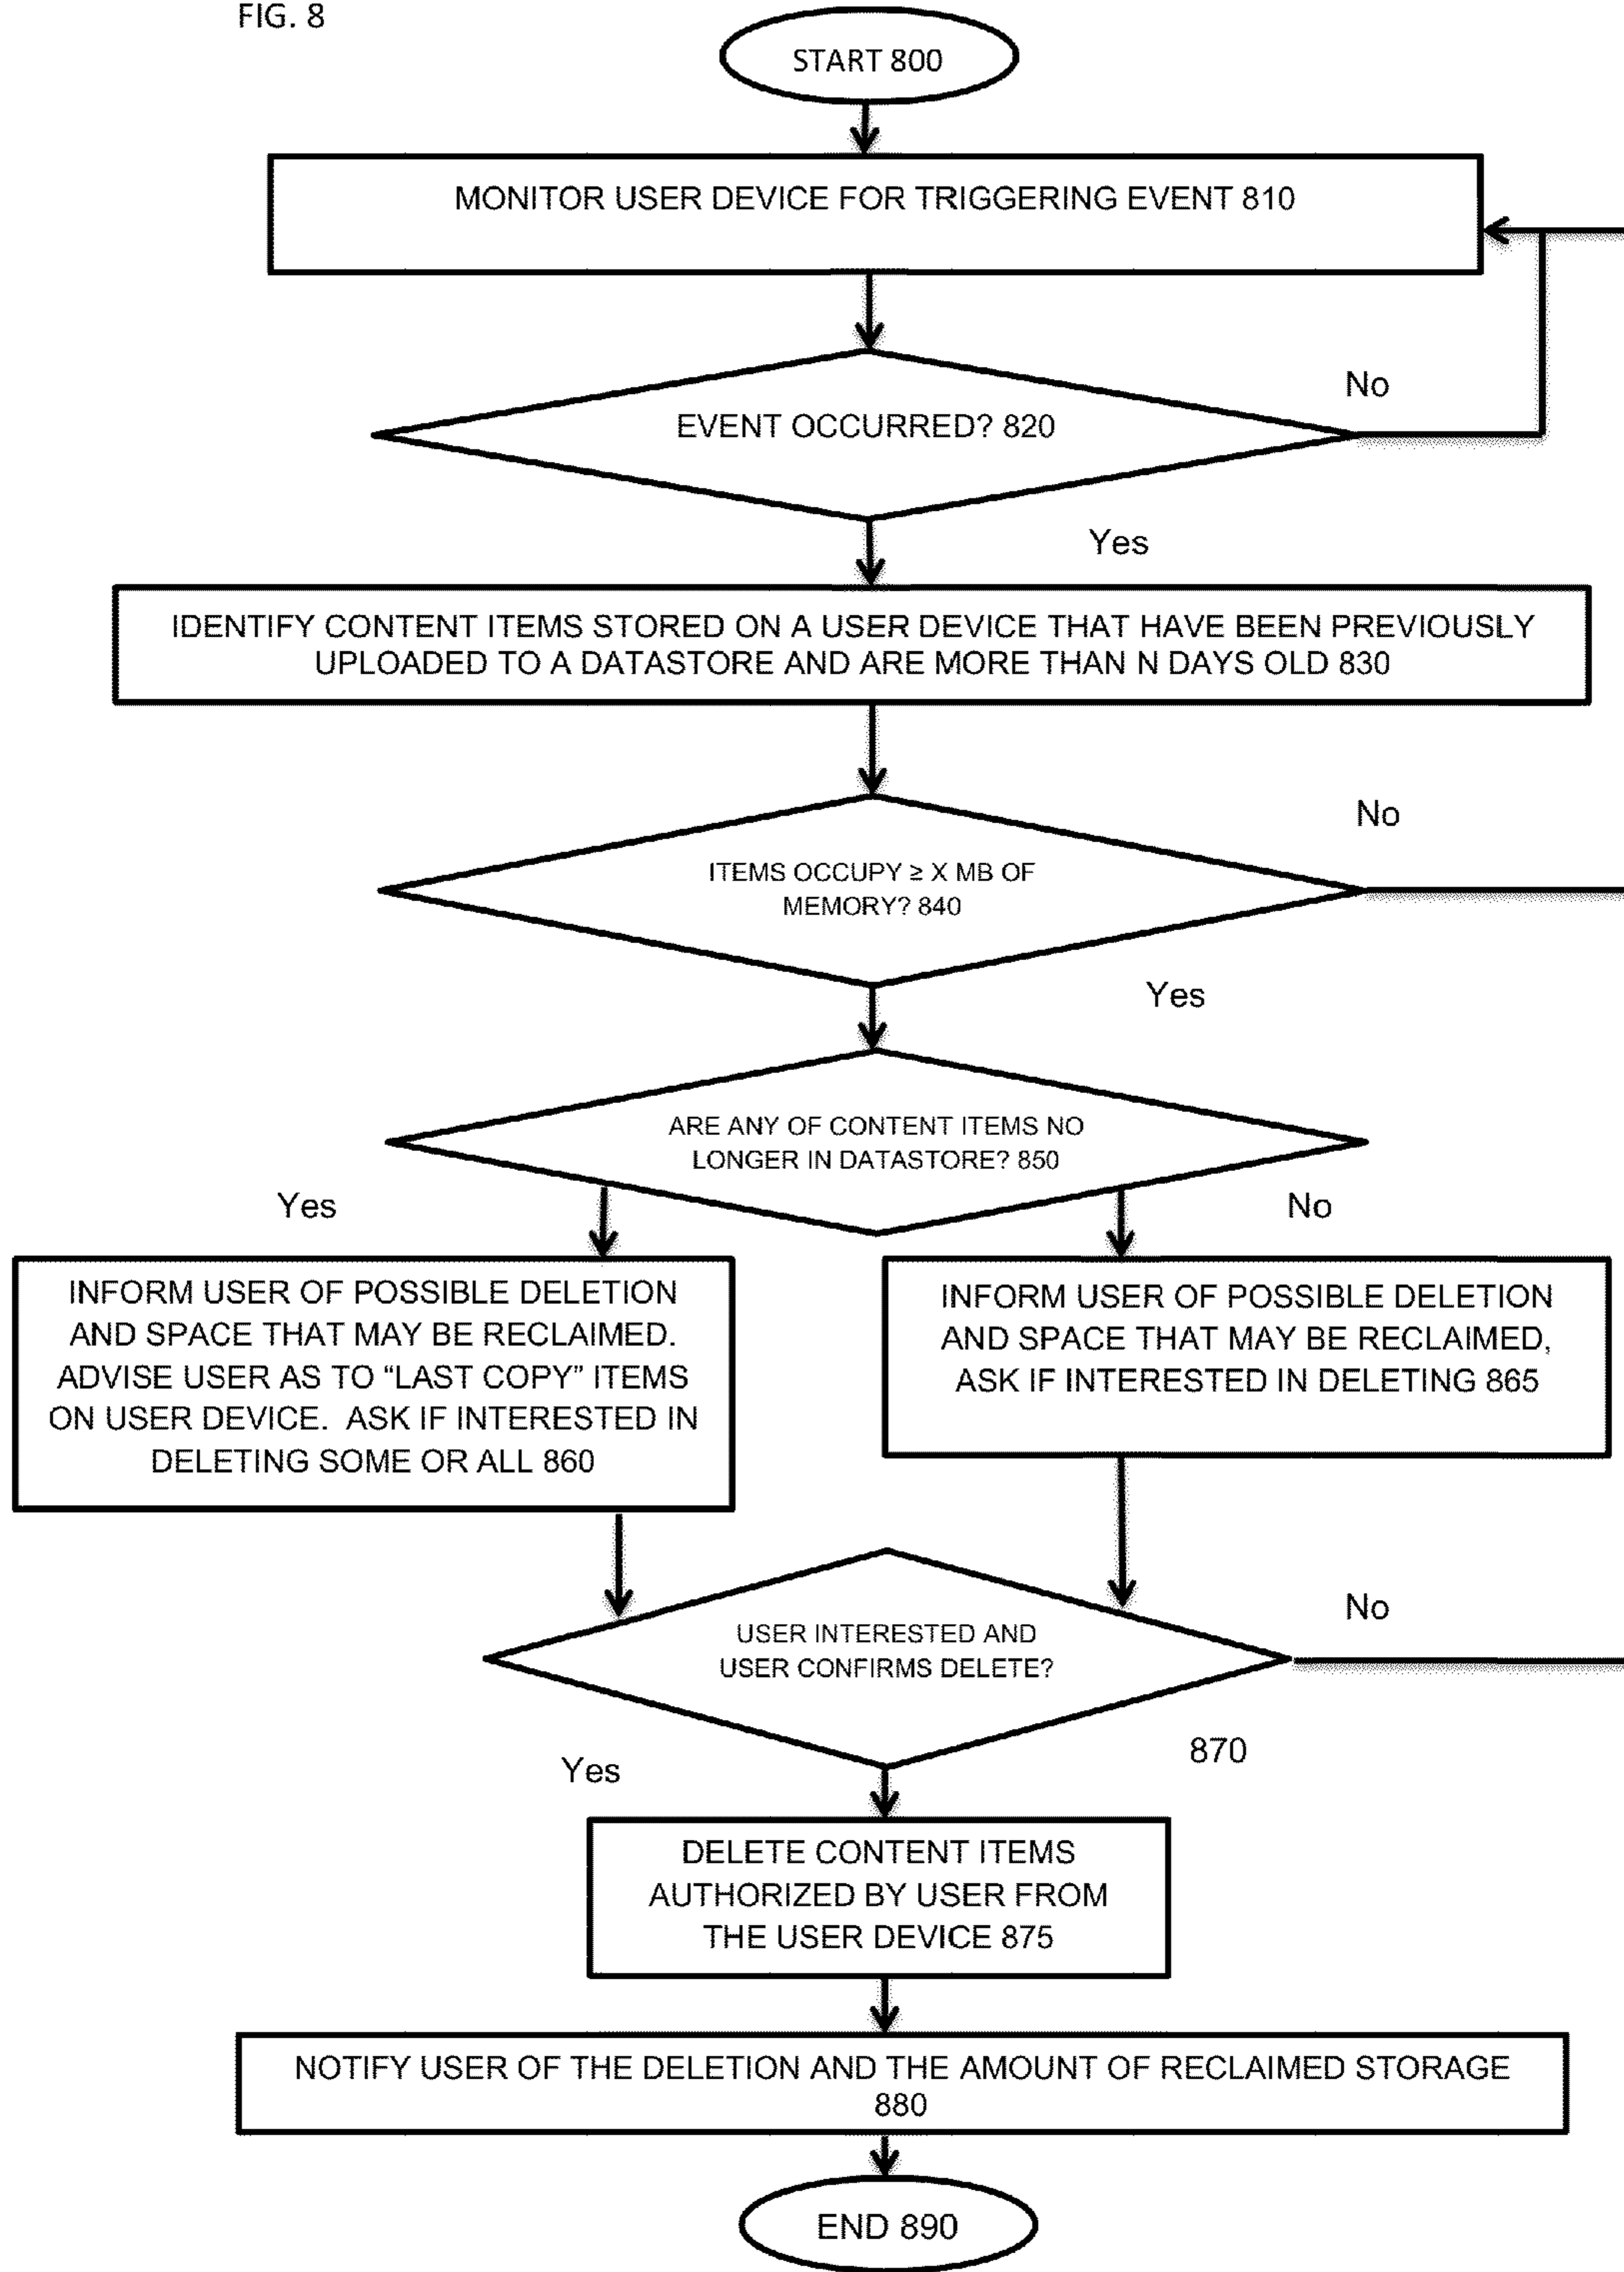 FIG. 8
START 800
MONITOR USER DEVICE FOR TRIGGERING EVENT 810
No
EVENT OCCURRED? 820
Yes
IDENTIFY CONTENT ITEMS STORED ON A USER DEVICE THAT HAVE BEEN PREVIOUSLY
UPLOADED TO A DATASTORE AND ARE MORE THAN N DAYS OLD 830
No
ITEMS OCCUPY ≥ X MB OF
MEMORY? 840
Yes
ARE ANY OF CONTENT ITEMS NO
LONGER IN DATASTORE? 850
Yes
No
INFORM USER OF POSSIBLE DELETION
AND SPACE THAT MAY BE RECLAIMED.
ADVISE USER AS TO “LAST COPY” ITEMS
ON USER DEVICE. ASK IF INTERESTED IN
DELETING SOME OR ALL 860
INFORM USER OF POSSIBLE DELETION
AND SPACE THAT MAY BE RECLAIMED,
ASK IF INTERESTED IN DELETING 865
No
USER INTERESTED AND
USER CONFIRMS DELETE?
870
Yes
DELETE CONTENT ITEMS
AUTHORIZED BY USER FROM
THE USER DEVICE 875
NOTIFY USER OF THE DELETION AND THE AMOUNT OF RECLAIMED STORAGE
880
END 890